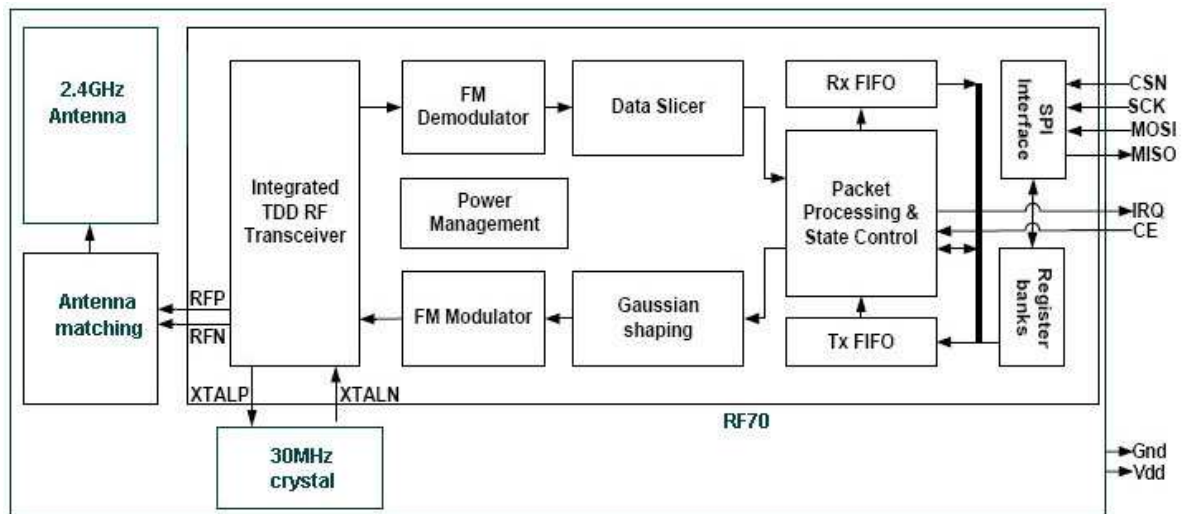 2.4GHz
Antenna
Antenna
matching
RFP
RFN
Integrated
TDD RF
Transceiver
XTALP
XTALN
30MHz
crystal
FM
Demodulator
Data Slicer
Power
Management
FM Modulator
Gaussian
shaping
Rx FIFO
Packet
Processing &
State Control
Tx FIFO
SPI
Interface
Register
banks
CSN
SCK
MOSI
MISO
IRQ
CE
RF70
Gnd
Vdd